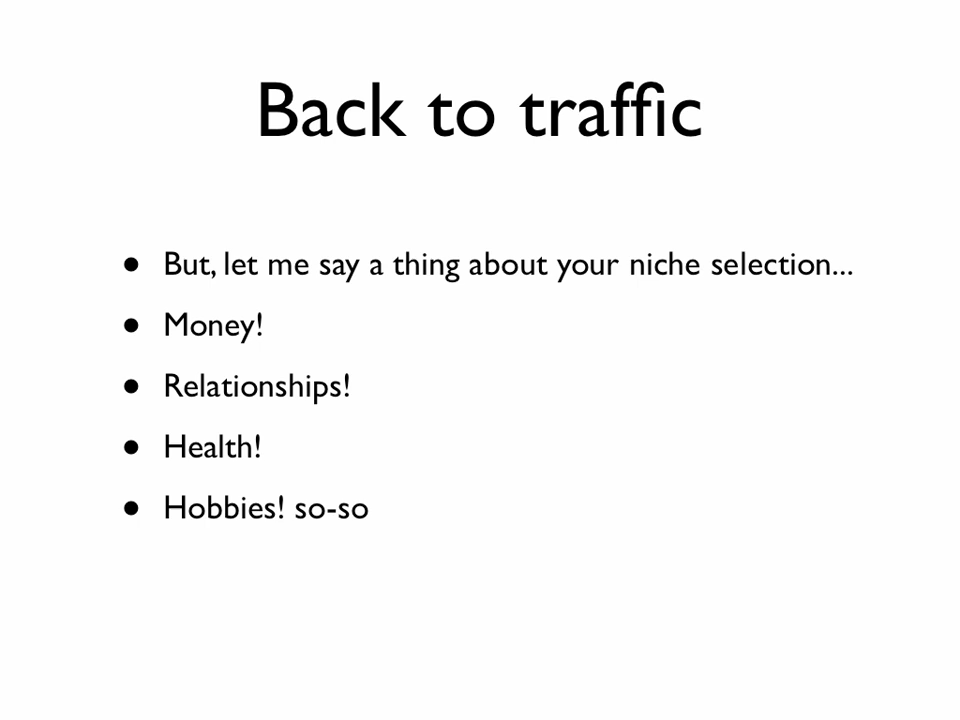 Back to traffic
• But, let me say a thing about your niche selection...
• Money!
• Relationships!
• Health!
• Hobbies! so-so